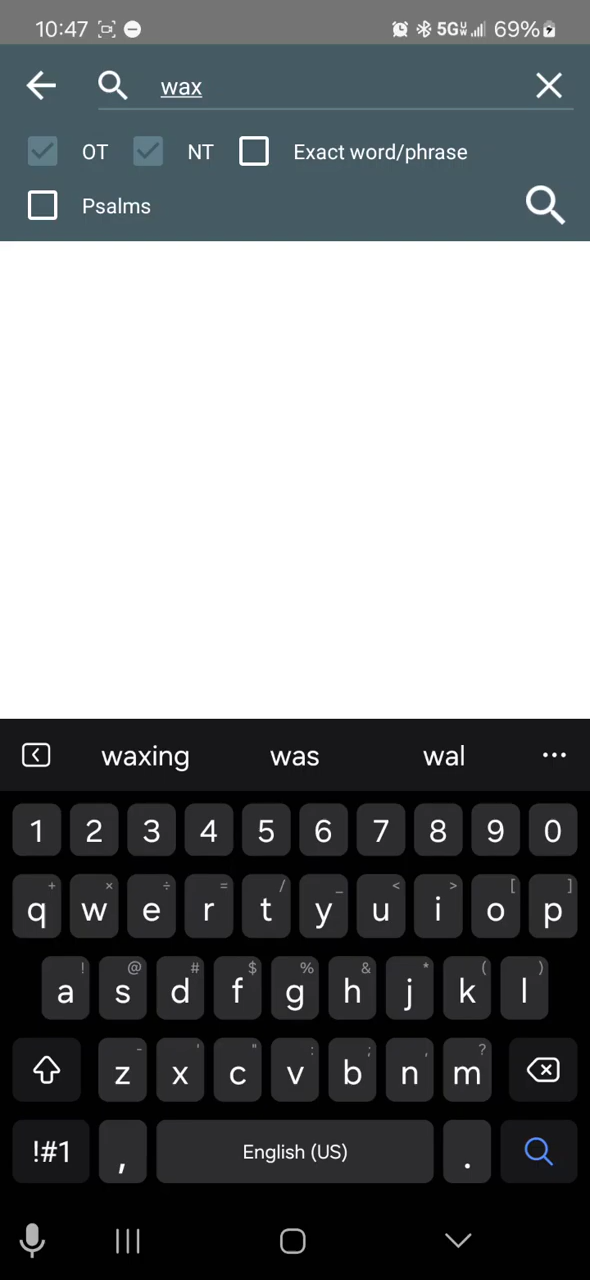 10:47 5G 69%
wax
OT NT Exact word/phrase
Psalms
waxing was wal ...
1 2 3 4 5 6 7 8 9 0
+ × ÷ = / _ < > [ ]
q w e r t y u i o p
! @ # $ % & * ( )
a s d f g h j k l
- ' " : ; , ?
z x c v b n m
!#1 , English (US) .